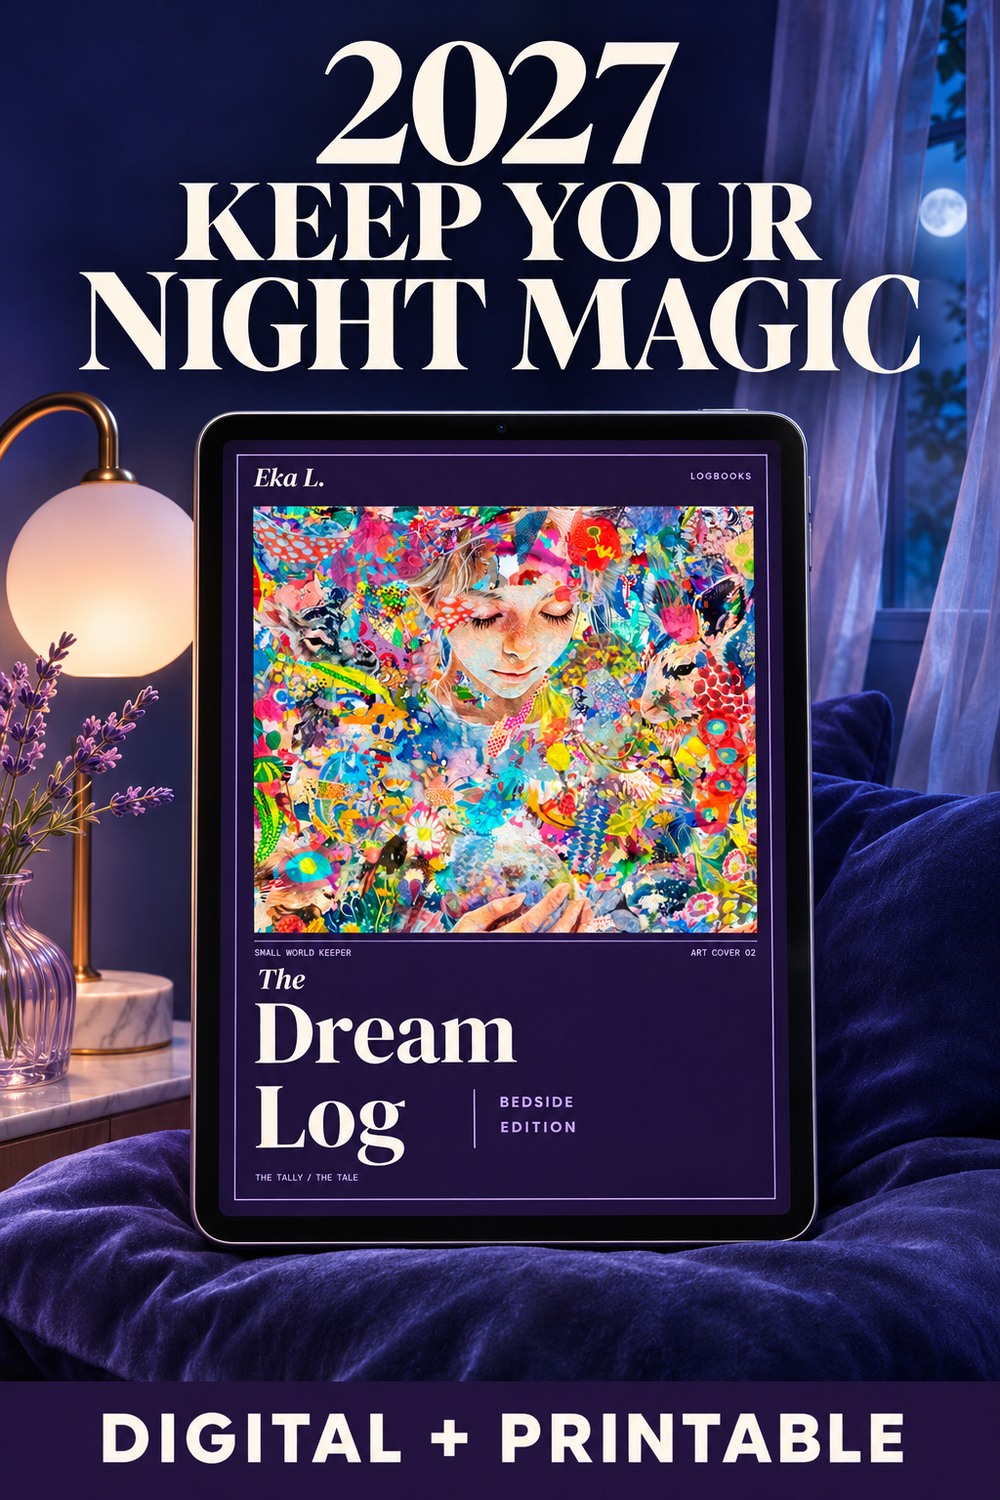 2027
KEEP YOUR
NIGHT MAGIC
Eka L.
LOGBOOKS
SMALL WORLD KEEPER
ART COVER 02
The
Dream
Log
BEDSIDE
EDITION
THE TALLY / THE TALE
DIGITAL + PRINTABLE